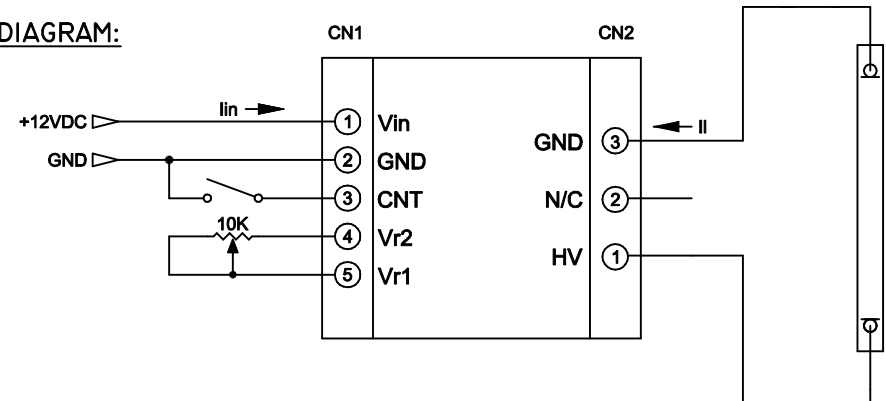 DIAGRAM:
CN1
CN2
Iin
+12VDC
1
Vin
GND
3
Il
GND
2
GND
3
CNT
N/C
2
10K
4
Vr2
HV
1
5
Vr1